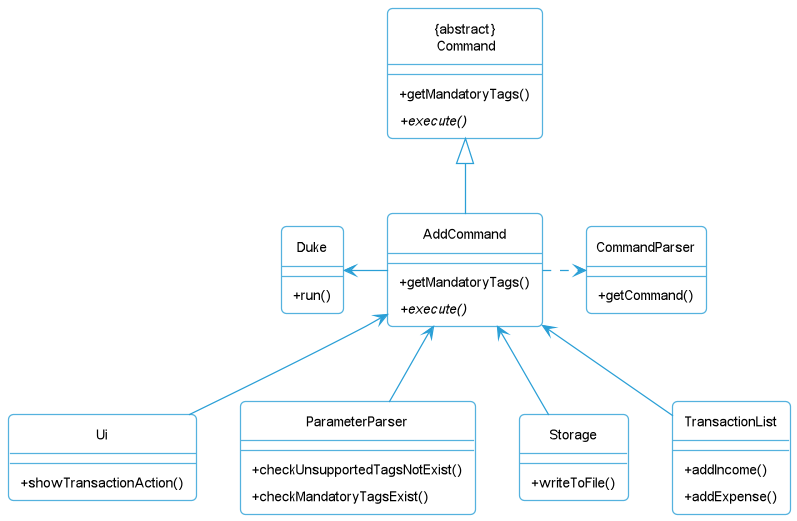 {abstract}
Command
+getMandatoryTags()
+execute()
Duke
+run()
AddCommand
+getMandatoryTags()
+execute()
CommandParser
+getCommand()
Ui
+showTransactionAction()
ParameterParser
+checkUnsupportedTagsNotExist()
+checkMandatoryTagsExist()
Storage
+writeToFile()
TransactionList
+addIncome()
+addExpense()